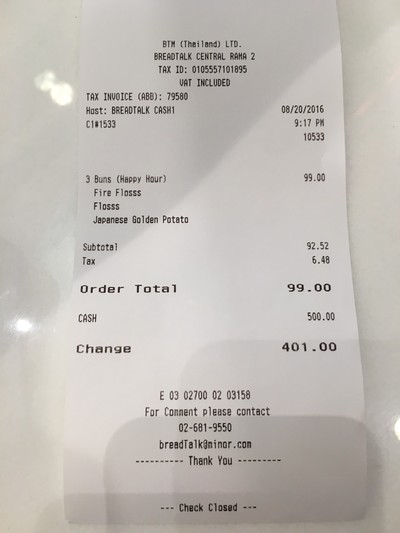 BTM (Thailand) LTD.
BREADTALK CENTRAL RAMA 2
TAX ID: 0105557101895
VAT INCLUDED
TAX INVOICE (ABB): 79580
Host: BREADTALK CASH1 08/20/2016
C1#1533 9:17 PM
10533
3 Buns (Happy Hour) 99.00
Fire Flosss
Flosss
Japanese Golden Potato
Subtotal 92.52
Tax 6.48
Order Total 99.00
CASH 500.00
Change 401.00
E 03 02700 02 03158
For Comment please contact
02-681-9550
breadTalk@minor.com
---------- Thank You ---------
--- Check Closed ---